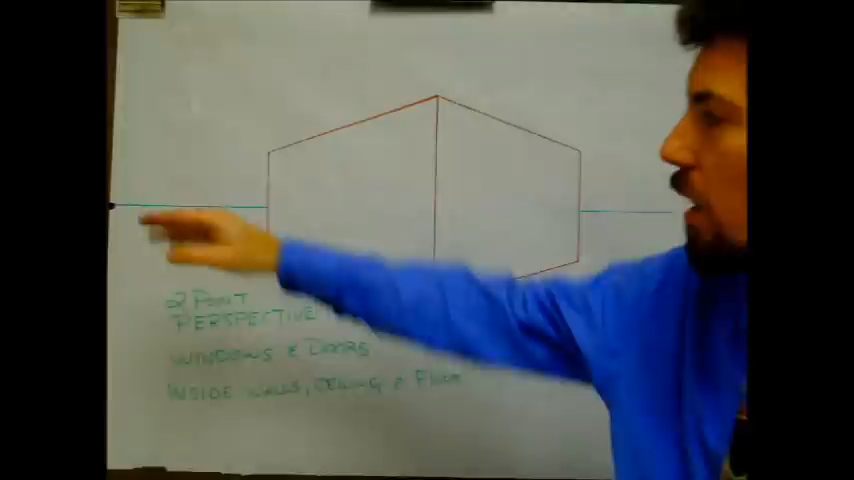 2 POINT
PERSPECTIVE
WINDOWS & DOORS
INSIDE WALLS, CEILING & FLOOR